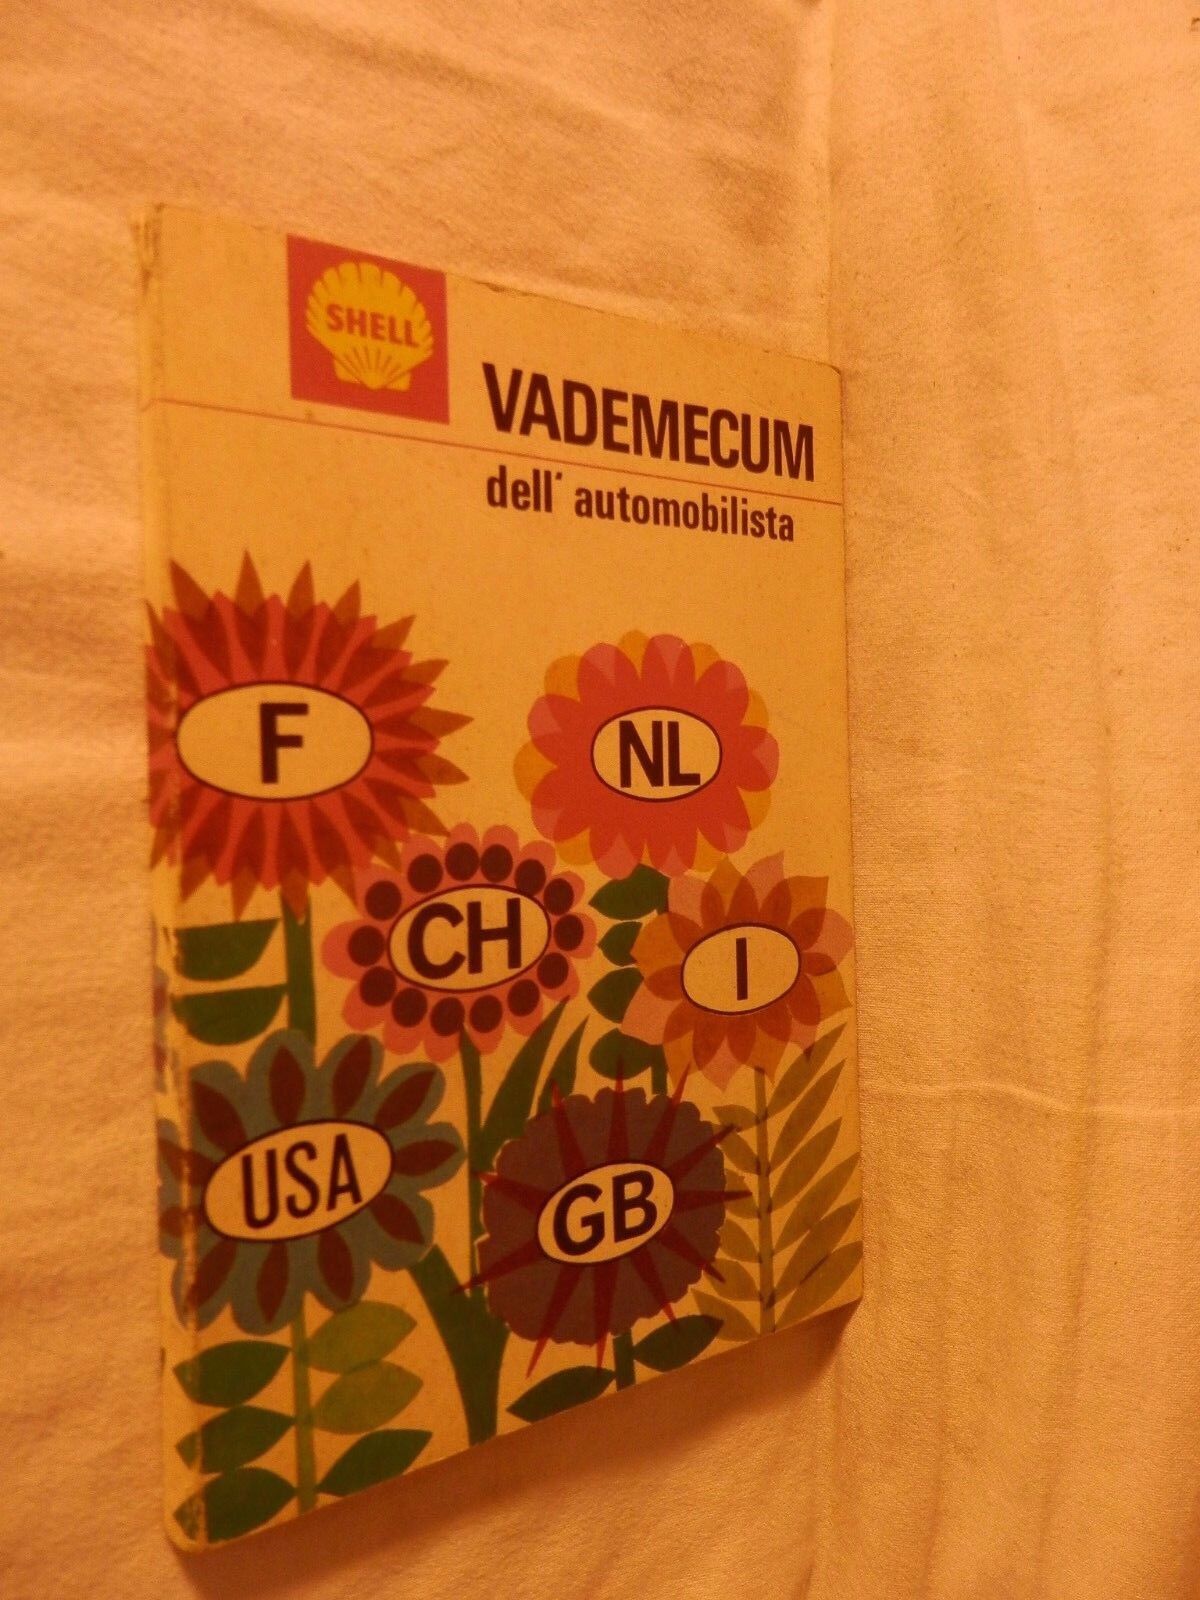 SHELL
VADEMECUM
dell' automobilista
F
NL
CH
I
USA
GB